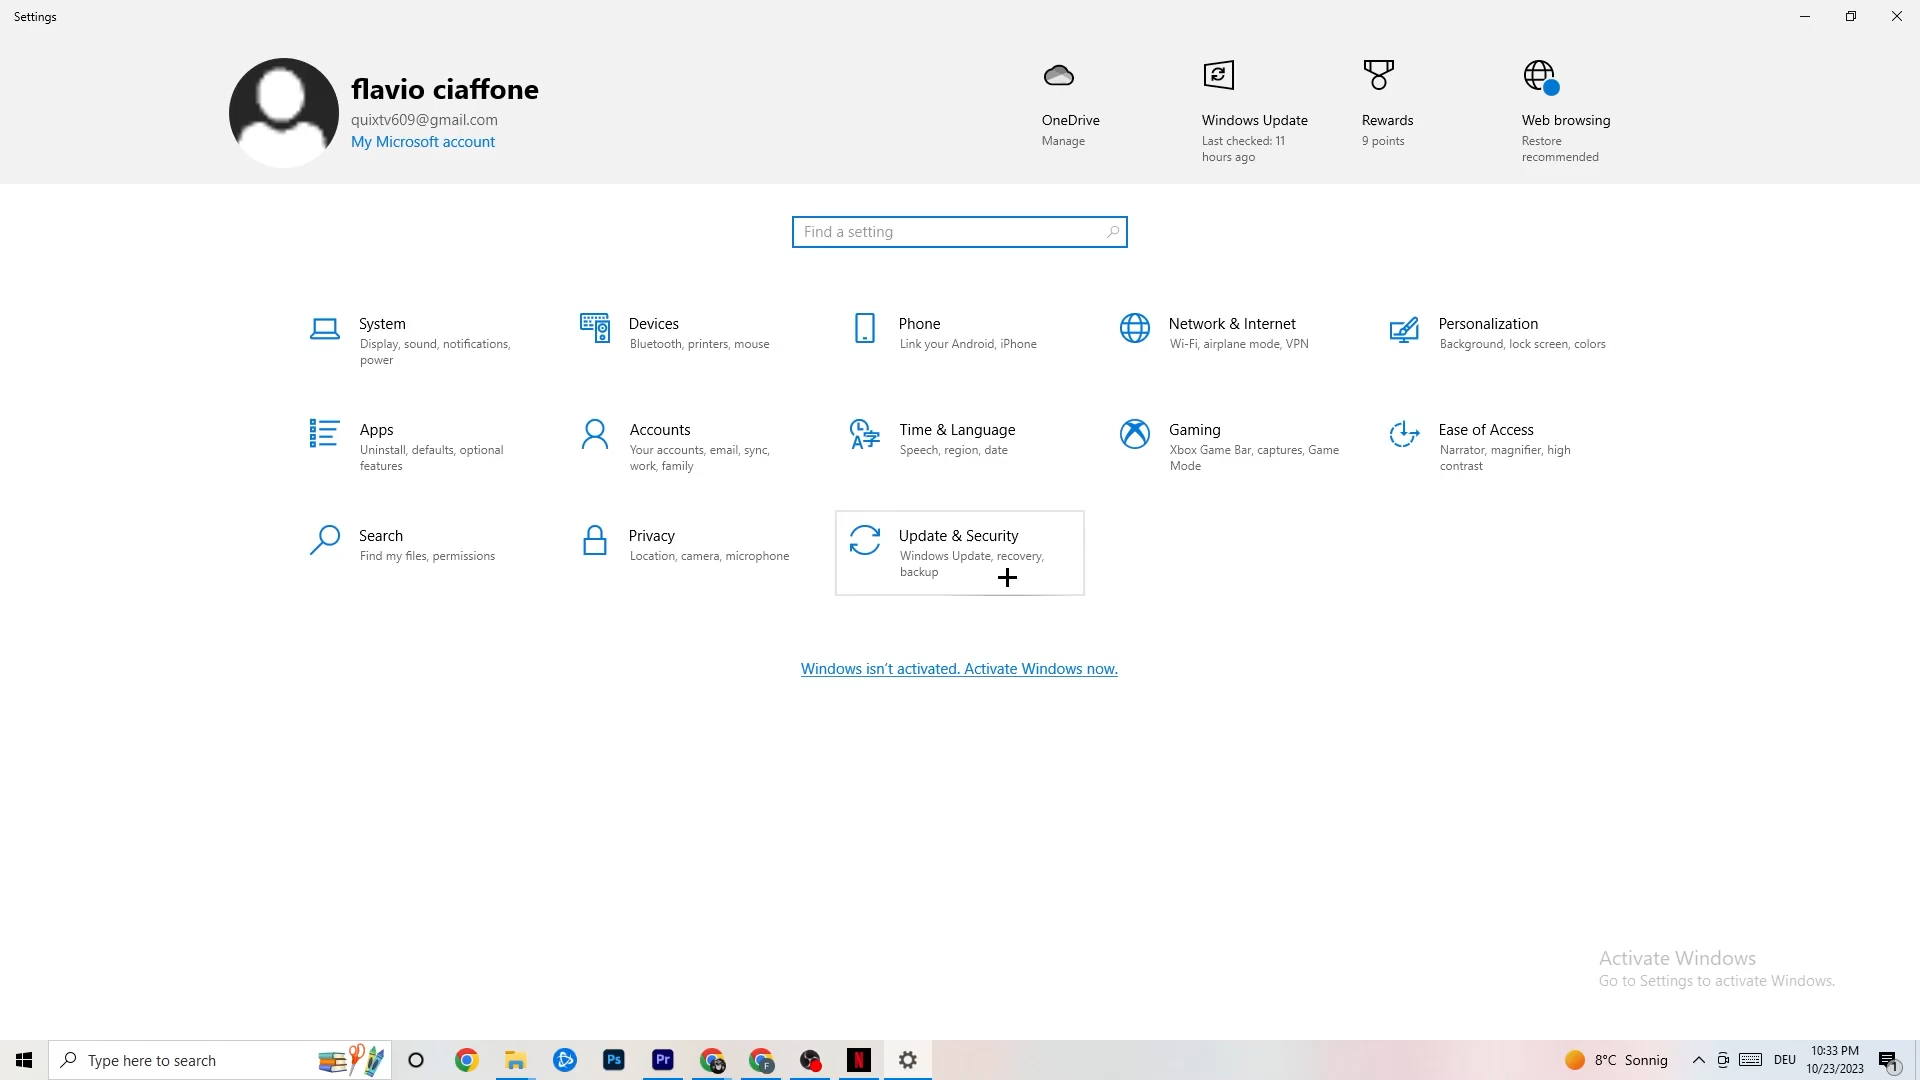 Settings
flavio ciaffone
quixtv609@gmail.com
My Microsoft account
OneDrive
Manage
Windows Update
Last checked: 11
hours ago
Rewards
9 points
Web browsing
Restore
recommended
Find a setting
System
Display, sound, notifications,
power
Devices
Bluetooth, printers, mouse
Phone
Link your Android, iPhone
Network & Internet
Wi-Fi, airplane mode, VPN
Personalization
Background, lock screen, colors
Apps
Uninstall, defaults, optional
features
Accounts
Your accounts, email, sync,
work, family
Time & Language
Speech, region, date
Gaming
Xbox Game Bar, captures, Game
Mode
Ease of Access
Narrator, magnifier, high
contrast
Search
Find my files, permissions
Privacy
Location, camera, microphone
Update & Security
Windows Update, recovery,
backup
Windows isn't activated. Activate Windows now.
Activate Windows
Go to Settings to activate Windows.
Type here to search
Ps
Pr
F
N
8°C Sonnig
DEU
10:33 PM
10/23/2023
1